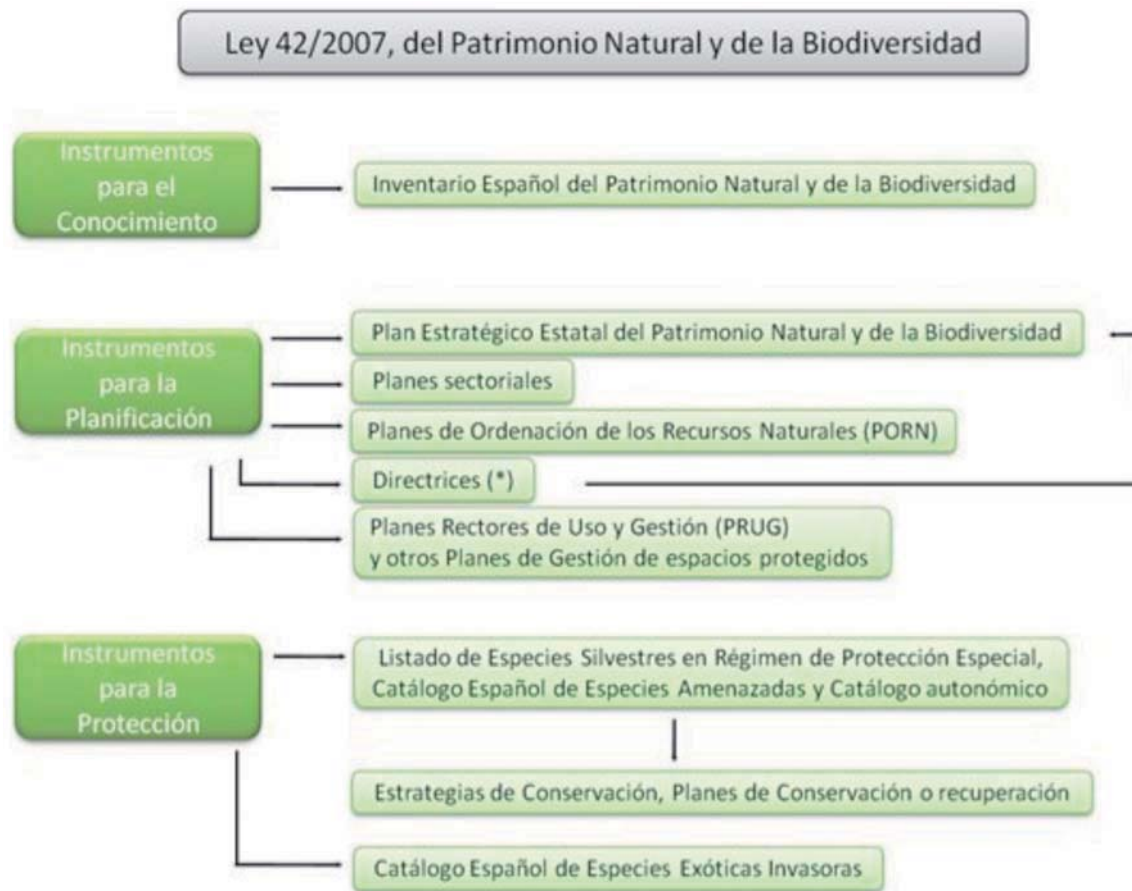 Ley 42/2007, del Patrimonio Natural y de la Biodiversidad
Instrumentos
para el
Conocimiento
Inventario Español del Patrimonio Natural y de la Biodiversidad
Instrumentos
para la
Planificación
Plan Estratégico Estatal del Patrimonio Natural y de la Biodiversidad
Planes sectoriales
Planes de Ordenación de los Recursos Naturales (PORN)
Directrices (*)
Planes Rectores de Uso y Gestión (PRUG)
y otros Planes de Gestión de espacios protegidos
Instrumentos
para la
Protección
Listado de Especies Silvestres en Régimen de Protección Especial,
Catálogo Español de Especies Amenazadas y Catálogo autonómico
Estrategias de Conservación, Planes de Conservación o recuperación
Catálogo Español de Especies Exóticas Invasoras